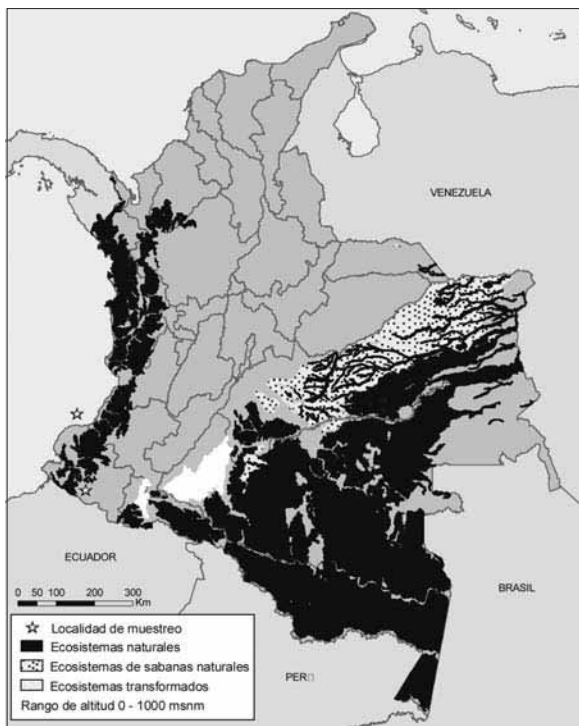 VENEZUELA
ECUADOR
BRASIL
PER□
0 50 100 200 300
Km
Localidad de muestreo
Ecosistemas naturales
Ecosistemas de sabanas naturales
Ecosistemas transformados
Rango de altitud 0 - 1000 msnm